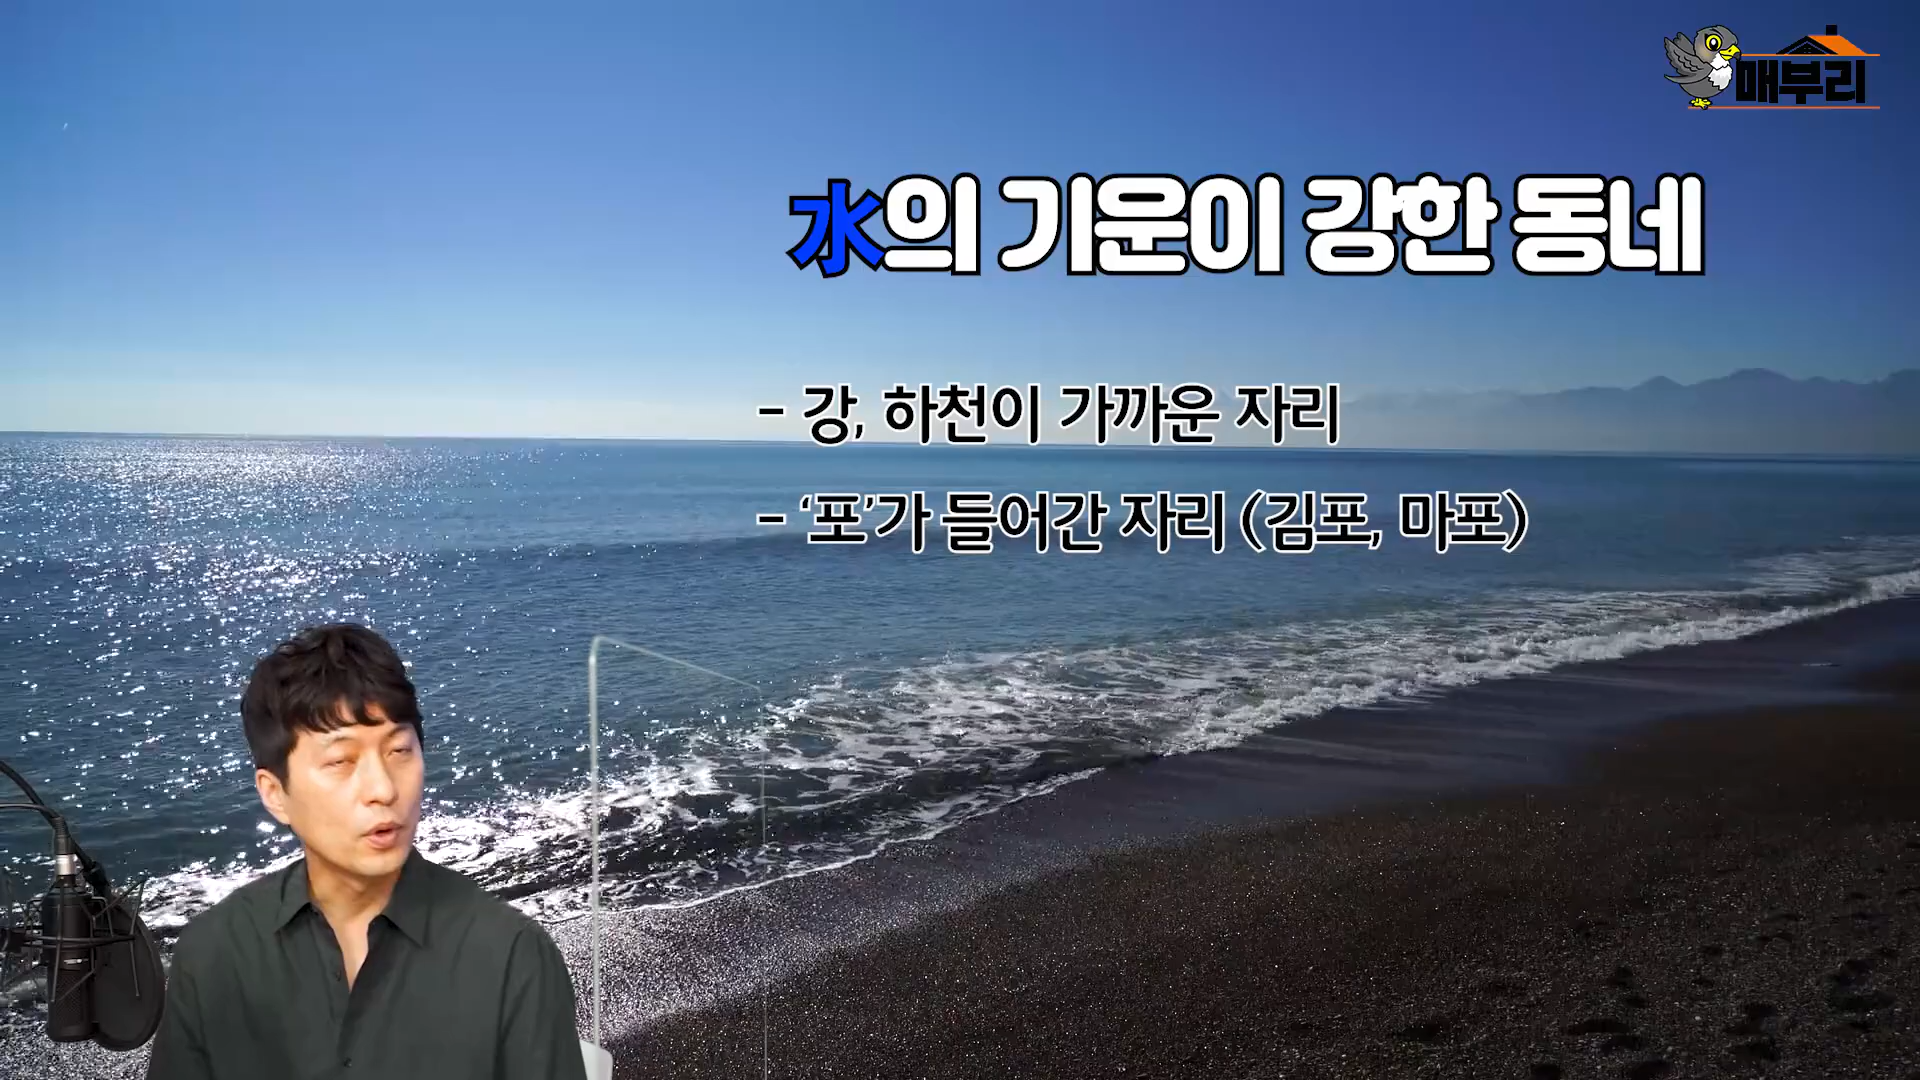 매부리
水의 기운이 강한 동네
- 강, 하천이 가까운 자리
- ‘포’가 들어간 자리 (김포, 마포)